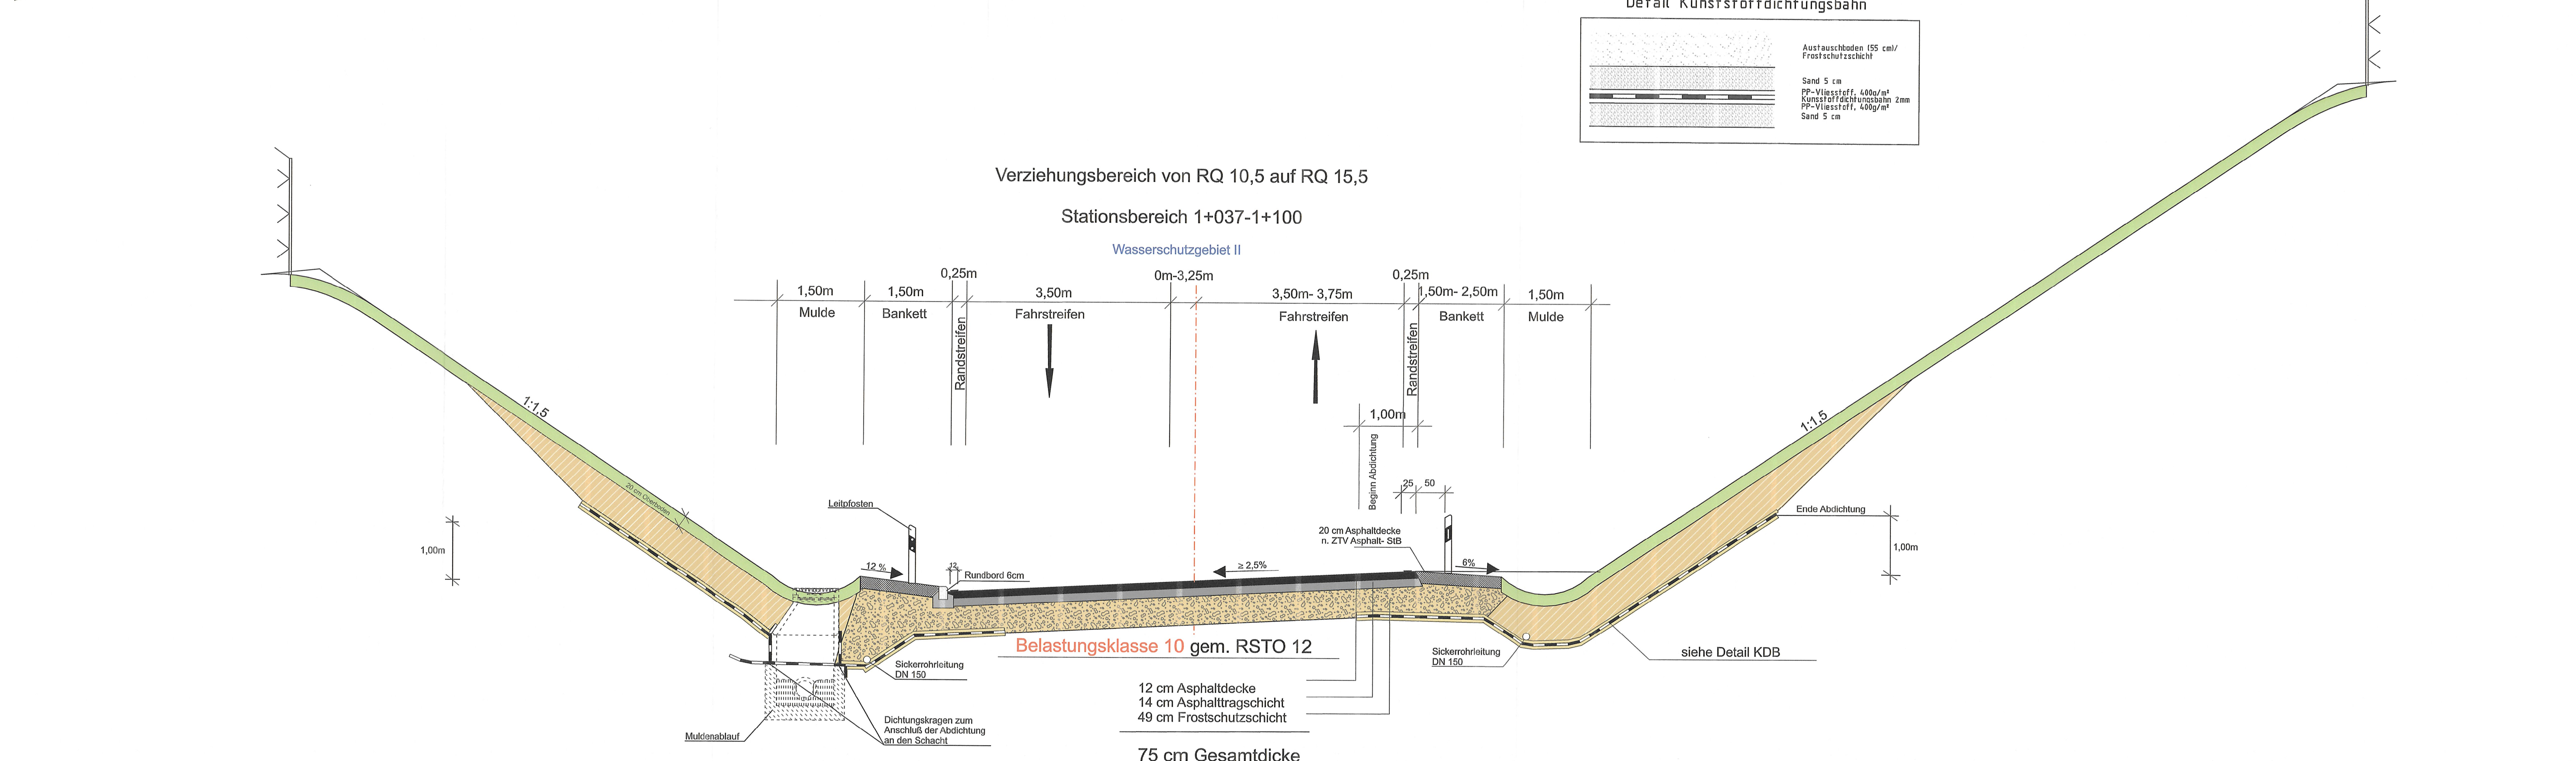 Detail Kunststoffdichtungsbahn
Austauschboden (55 cm)/
Frostschutzschicht
Sand 5 cm
PP-Vliesstoff, 400g/m²
Kunsstoffdichtungsbahn 2mm
PP-Vliesstoff, 400g/m²
Sand 5 cm
Verziehungsbereich von RQ 10,5 auf RQ 15,5
Stationsbereich 1+037-1+100
Wasserschutzgebiet II
0,25m
0m-3,25m
0,25m
1,50m
1,50m
3,50m
3,50m- 3,75m
1,50m- 2,50m
1,50m
Mulde
Bankett
Randstreifen
Fahrstreifen
Fahrstreifen
Randstreifen
Bankett
Mulde
1,00m
Beginn Abdichtung
25
50
1:1,5
1:1,5
20 cm Oberboden
Leitpfosten
Ende Abdichtung
20 cm Asphaltdecke
n. ZTV Asphalt- StB
1,00m
1,00m
12 %
12
Rundbord 6cm
≥ 2,5%
6%
Belastungsklasse 10 gem. RSTO 12
Sickerrohrleitung
DN 150
Sickerrohrleitung
DN 150
siehe Detail KDB
12 cm Asphaltdecke
14 cm Asphalttragschicht
49 cm Frostschutzschicht
75 cm Gesamtdicke
Muldenablauf
Dichtungskragen zum
Anschluß der Abdichtung
an den Schacht